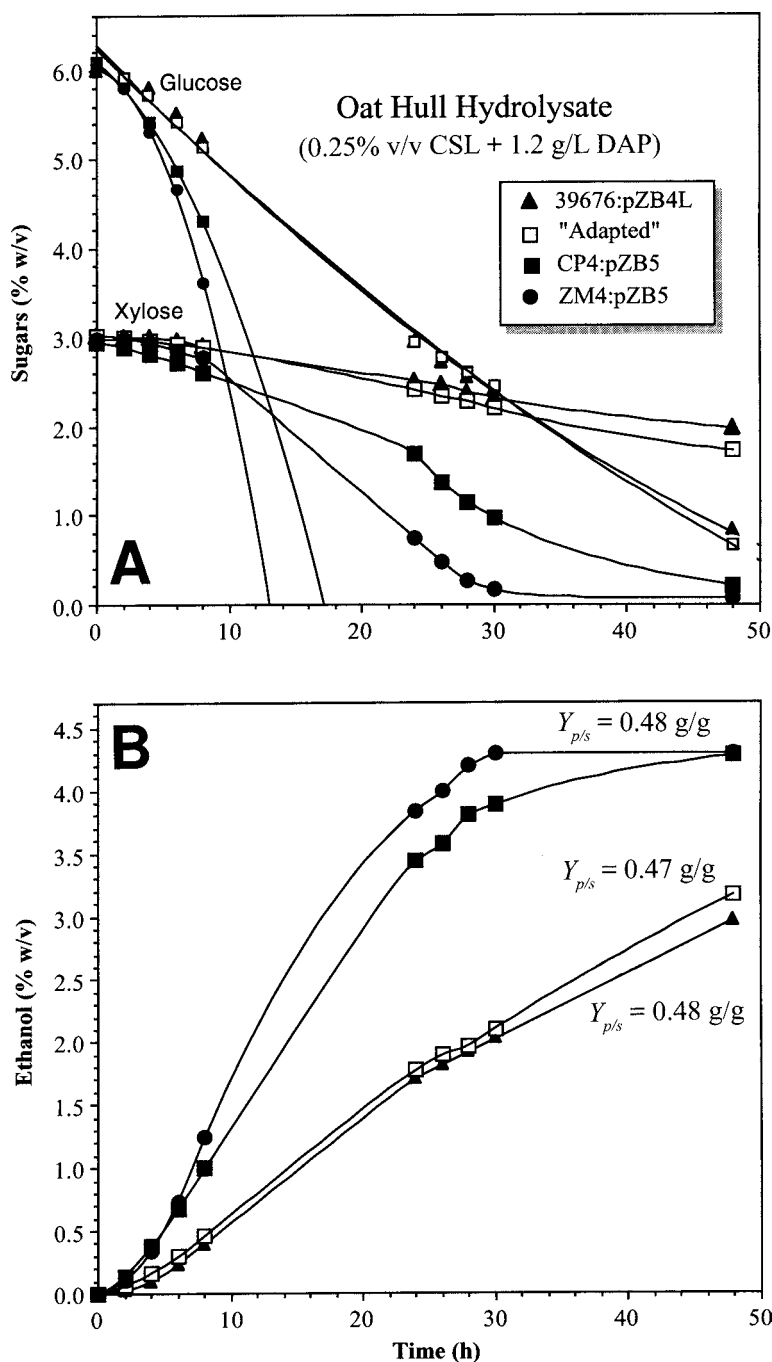 Glucose
Oat Hull Hydrolysate
(0.25% v/v CSL + 1.2 g/L DAP)
39676:pZB4L
"Adapted"
CP4:pZB5
ZM4:pZB5
Xylose
A
Sugars (% w/v)
6.0
5.0
4.0
3.0
2.0
1.0
0.0
0
10
20
30
40
50
B
Yp/s = 0.48 g/g
Yp/s = 0.47 g/g
Yp/s = 0.48 g/g
Ethanol (% w/v)
4.5
4.0
3.5
3.0
2.5
2.0
1.5
1.0
0.5
0.0
0
10
20
30
40
50
Time (h)